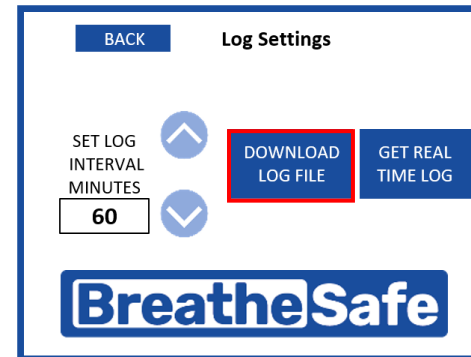 BACK
Log Settings
SET LOG
INTERVAL
MINUTES
60
DOWNLOAD
LOG FILE
GET REAL
TIME LOG
BreatheSafe